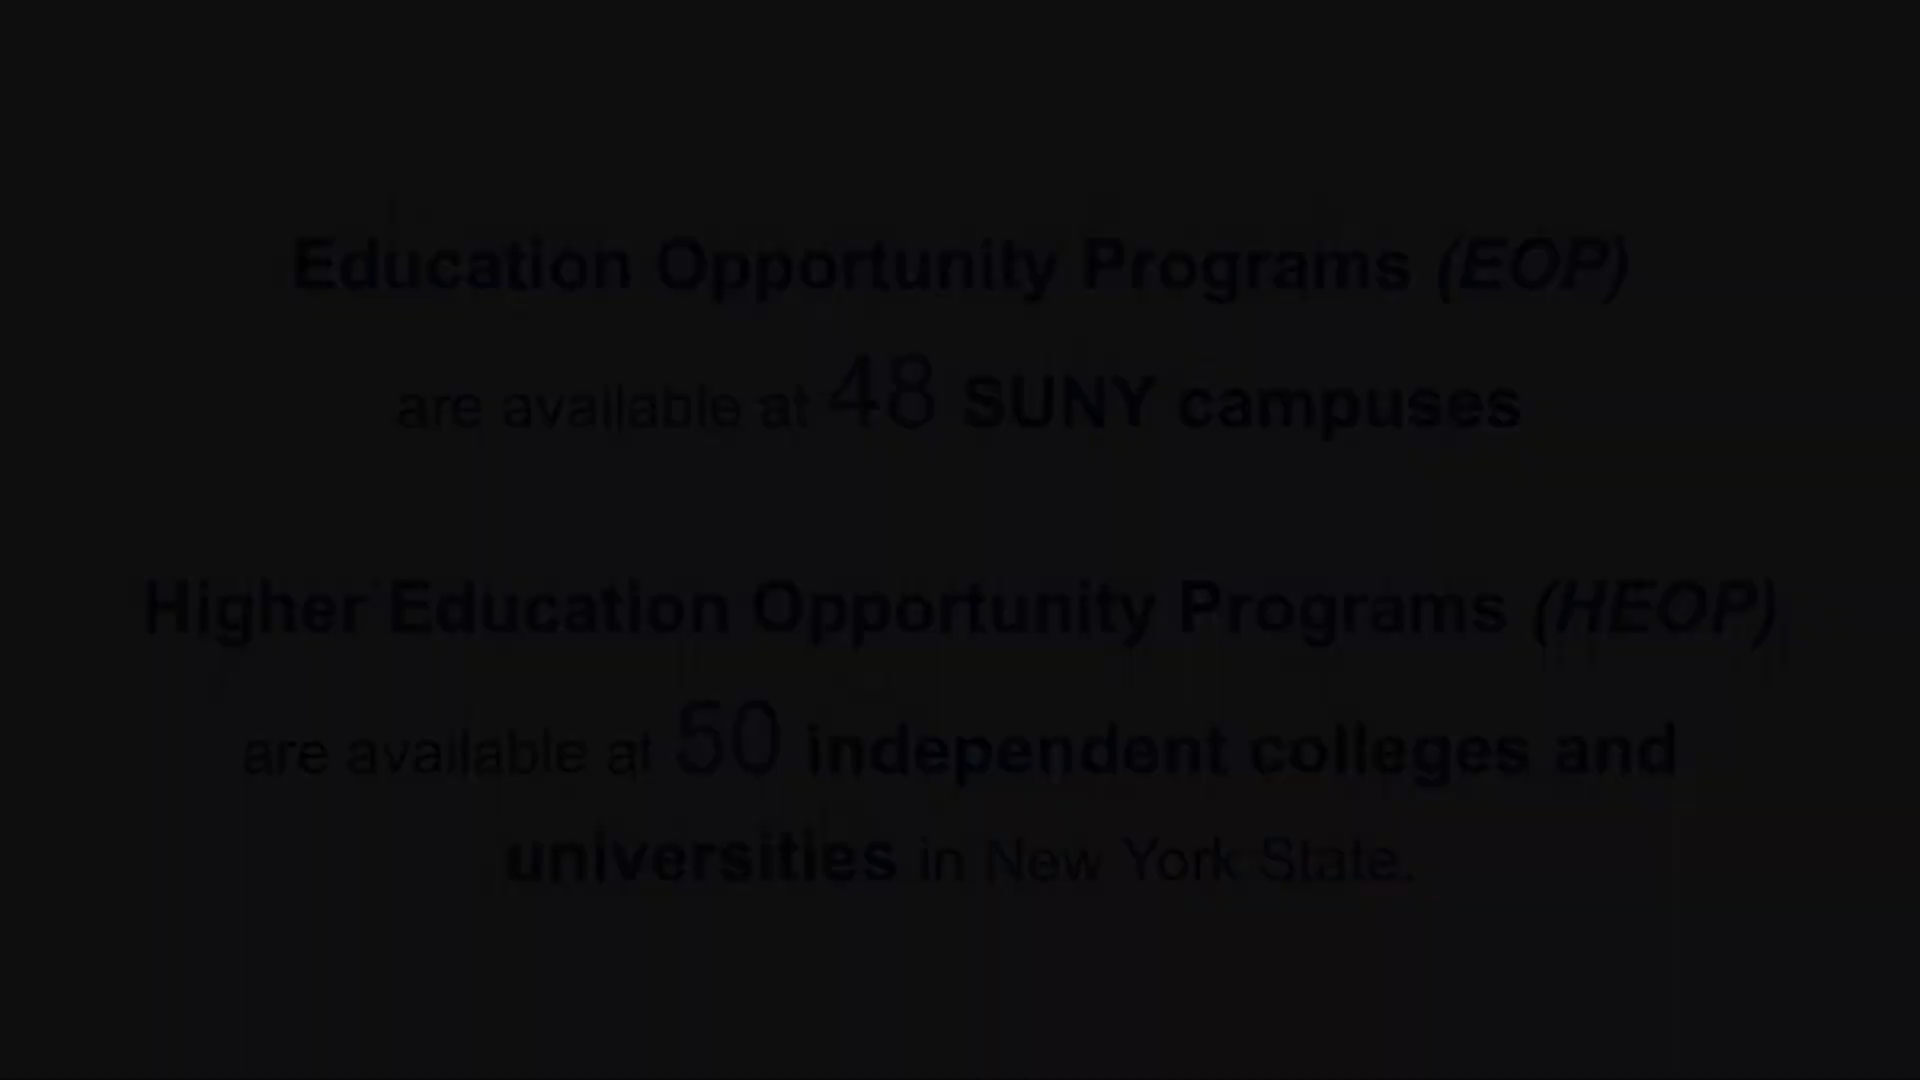 Education Opportunity Programs (EOP)
are available at 48 SUNY campuses
Higher Education Opportunity Programs (HEOP)
are available at 50 independent colleges and
universities in New York State.